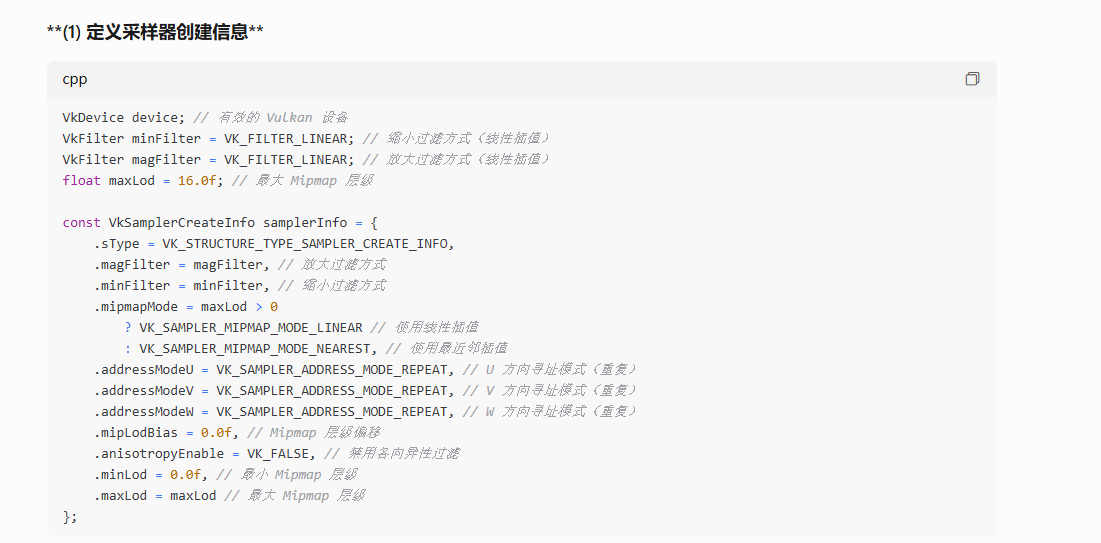 **(1) 定义采样器创建信息**
cpp
VkDevice device; // 有效的 Vulkan 设备
VkFilter minFilter = VK_FILTER_LINEAR; // 缩小过滤方式（线性插值）
VkFilter magFilter = VK_FILTER_LINEAR; // 放大过滤方式（线性插值）
float maxLod = 16.0f; // 最大 Mipmap 层级

const VkSamplerCreateInfo samplerInfo = {
    .sType = VK_STRUCTURE_TYPE_SAMPLER_CREATE_INFO,
    .magFilter = magFilter, // 放大过滤方式
    .minFilter = minFilter, // 缩小过滤方式
    .mipmapMode = maxLod > 0
        ? VK_SAMPLER_MIPMAP_MODE_LINEAR // 使用线性插值
        : VK_SAMPLER_MIPMAP_MODE_NEAREST, // 使用最近邻插值
    .addressModeU = VK_SAMPLER_ADDRESS_MODE_REPEAT, // U 方向寻址模式（重复）
    .addressModeV = VK_SAMPLER_ADDRESS_MODE_REPEAT, // V 方向寻址模式（重复）
    .addressModeW = VK_SAMPLER_ADDRESS_MODE_REPEAT, // W 方向寻址模式（重复）
    .mipLodBias = 0.0f, // Mipmap 层级偏移
    .anisotropyEnable = VK_FALSE, // 禁用各向异性过滤
    .minLod = 0.0f, // 最小 Mipmap 层级
    .maxLod = maxLod // 最大 Mipmap 层级
};